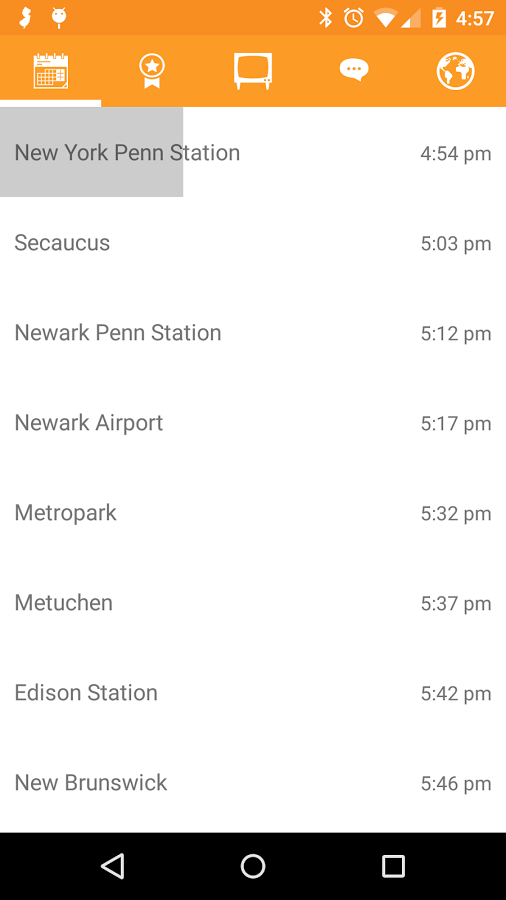 4:57
New York Penn Station 4:54 pm
Secaucus 5:03 pm
Newark Penn Station 5:12 pm
Newark Airport 5:17 pm
Metropark 5:32 pm
Metuchen 5:37 pm
Edison Station 5:42 pm
New Brunswick 5:46 pm